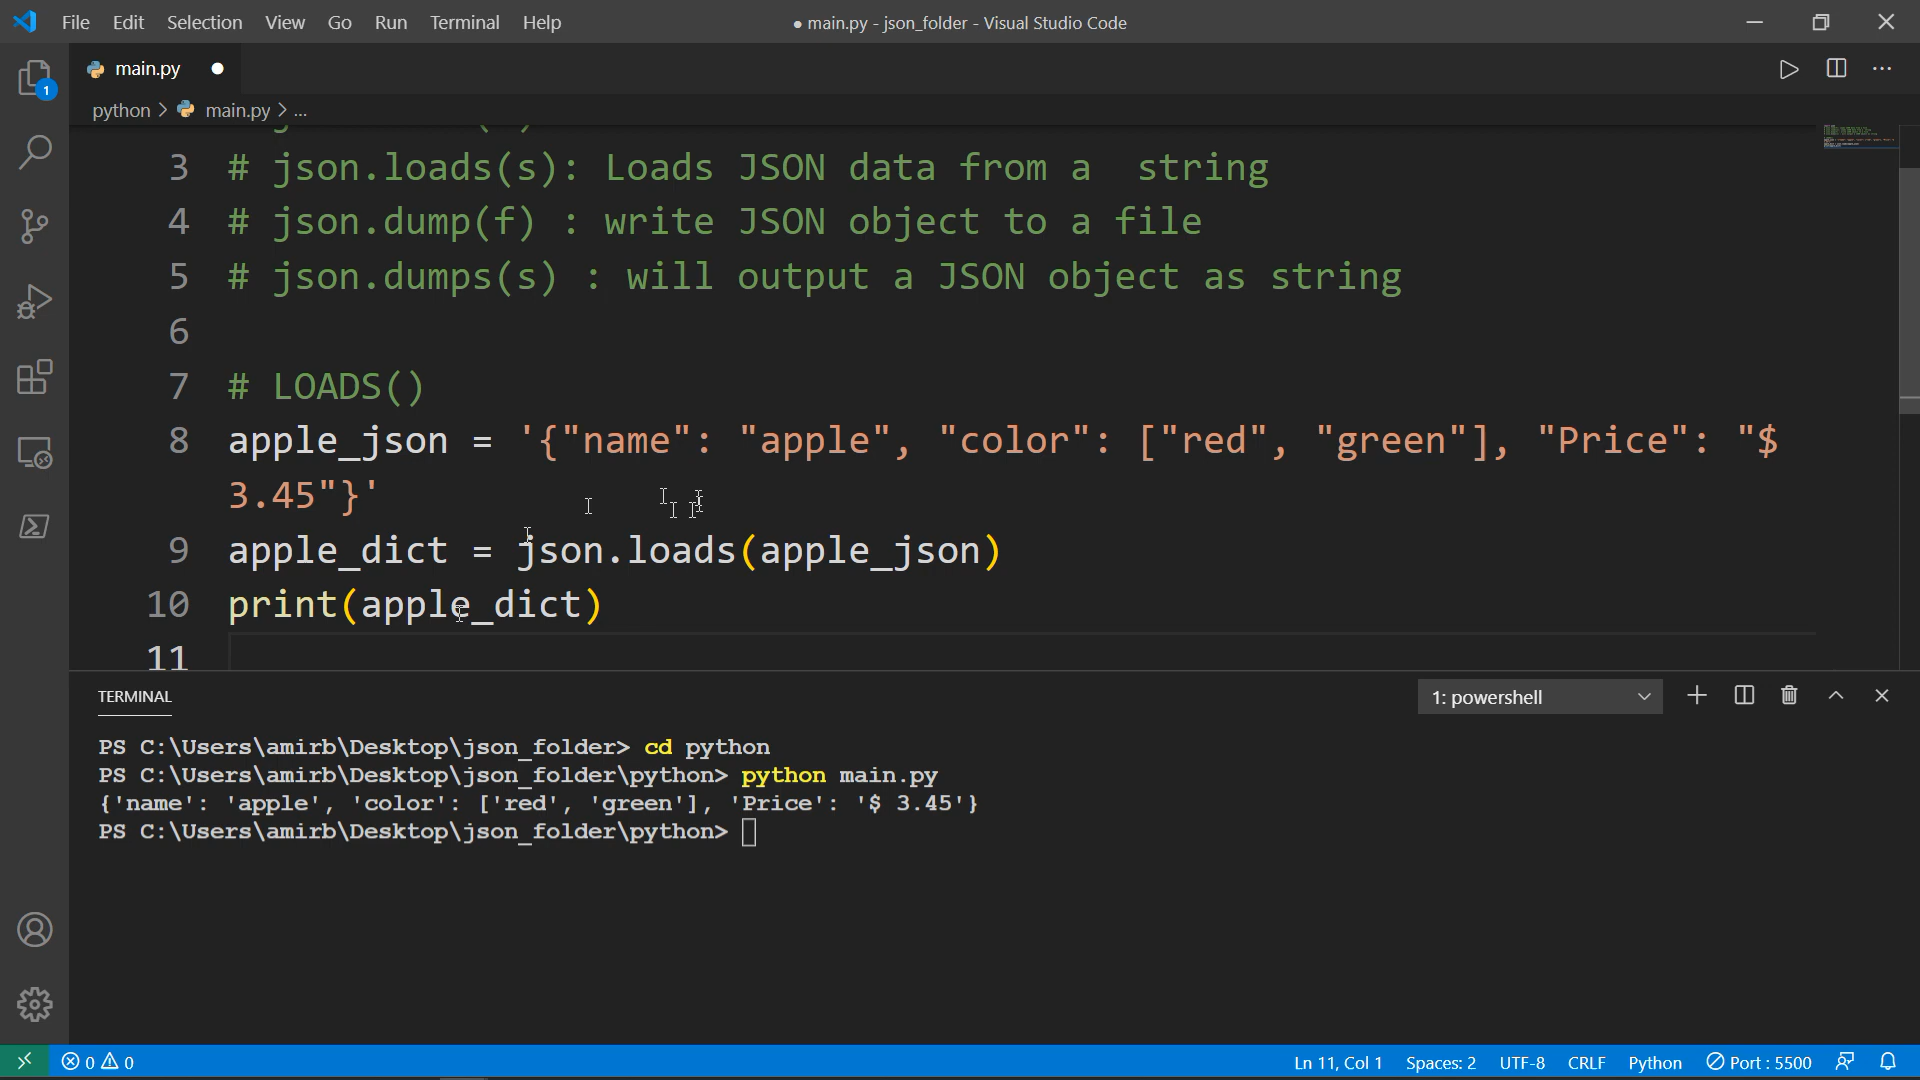 File Edit Selection View Go Run Terminal Help
● main.py - json_folder - Visual Studio Code
1
main.py
python > main.py > ...
3 # json.loads(s): Loads JSON data from a  string
4 # json.dump(f) : write JSON object to a file
5 # json.dumps(s) : will output a JSON object as string
6
7 # LOADS()
8 apple_json = '{"name": "apple", "color": ["red", "green"], "Price": "$
3.45"}'
9 apple_dict = json.loads(apple_json)
10 print(apple_dict)
11
TERMINAL
1: powershell
PS C:\Users\amirb\Desktop\json_folder> cd python
PS C:\Users\amirb\Desktop\json_folder\python> python main.py
{'name': 'apple', 'color': ['red', 'green'], 'Price': '$ 3.45'}
PS C:\Users\amirb\Desktop\json_folder\python>
0 0
Ln 11, Col 1 Spaces: 2 UTF-8 CRLF Python Port : 5500